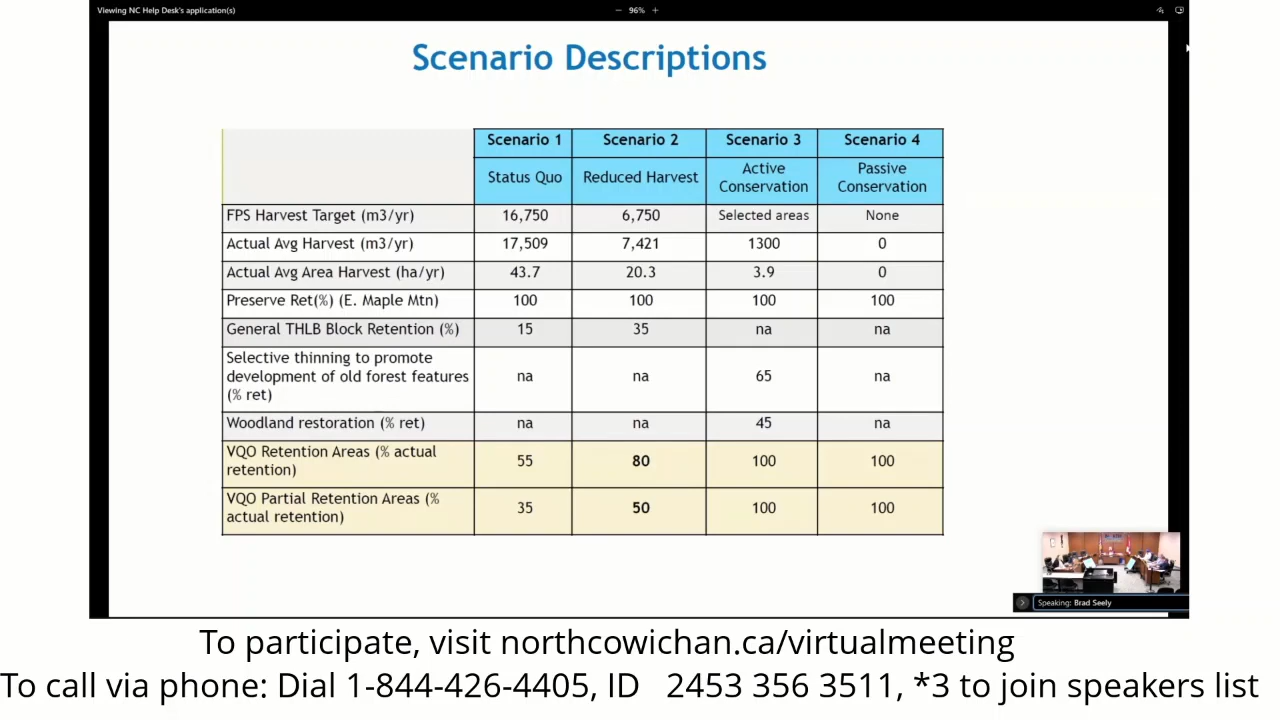 Viewing NC Help Desk's application(s)
− 96% +
Scenario Descriptions
Scenario 1 Scenario 2 Scenario 3 Scenario 4
Status Quo Reduced Harvest Active Conservation Passive Conservation
FPS Harvest Target (m3/yr) 16,750 6,750 Selected areas None
Actual Avg Harvest (m3/yr) 17,509 7,421 1300 0
Actual Avg Area Harvest (ha/yr) 43.7 20.3 3.9 0
Preserve Ret(%) (E. Maple Mtn) 100 100 100 100
General THLB Block Retention (%) 15 35 na na
Selective thinning to promote
development of old forest features na na 65 na
(% ret)
Woodland restoration (% ret) na na 45 na
VQO Retention Areas (% actual
retention) 55 80 100 100
VQO Partial Retention Areas (%
actual retention) 35 50 100 100
Speaking: Brad Seely
To participate, visit northcowichan.ca/virtualmeeting
To call via phone: Dial 1-844-426-4405, ID 2453 356 3511, *3 to join speakers list